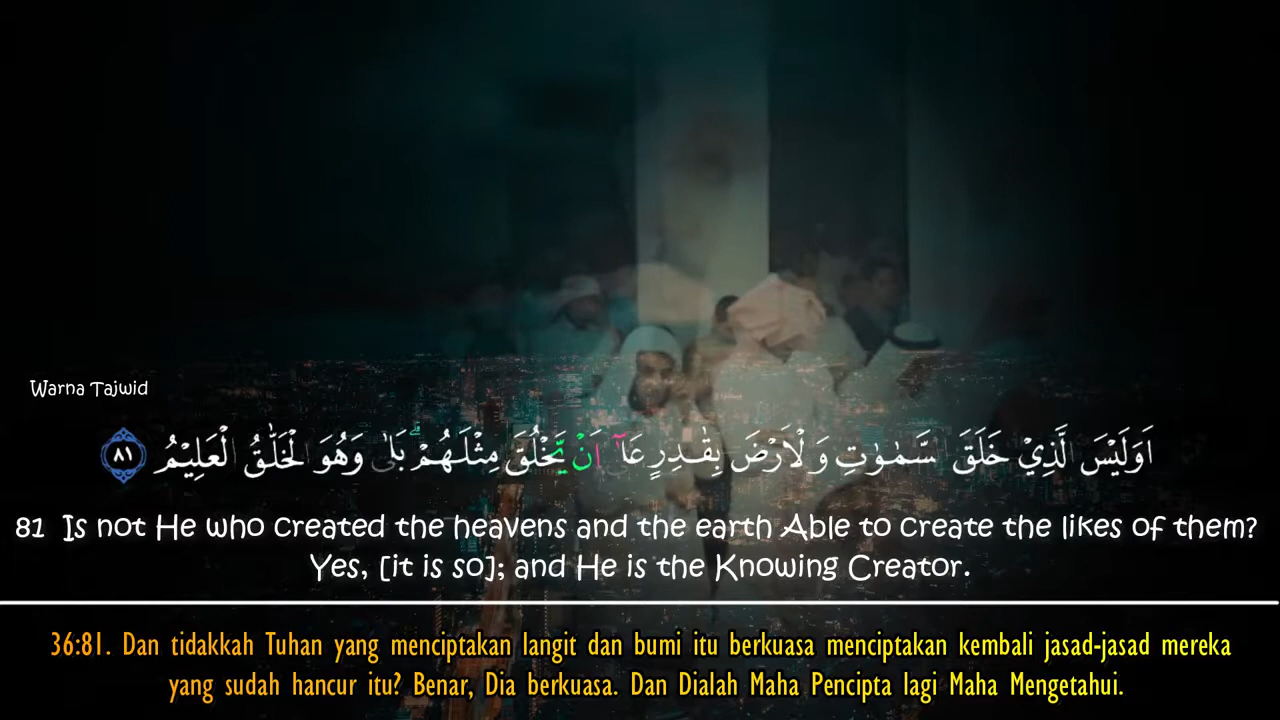 Warna Tajwid
اَوَلَيْسَ الَّذِيْ خَلَقَ السَّمٰوٰتِ وَالْاَرْضَ بِقٰدِرٍ عَلٰٓى اَنْ يَّخْلُقَ مِثْلَهُمْ ۗبَلٰى وَهُوَ الْخَلّٰقُ الْعَلِيْمُ ٨١
81 Is not He who created the heavens and the earth Able to create the likes of them?
Yes, [it is so]; and He is the Knowing Creator.
36:81. Dan tidakkah Tuhan yang menciptakan langit dan bumi itu berkuasa menciptakan kembali jasad-jasad mereka
yang sudah hancur itu? Benar, Dia berkuasa. Dan Dialah Maha Pencipta lagi Maha Mengetahui.